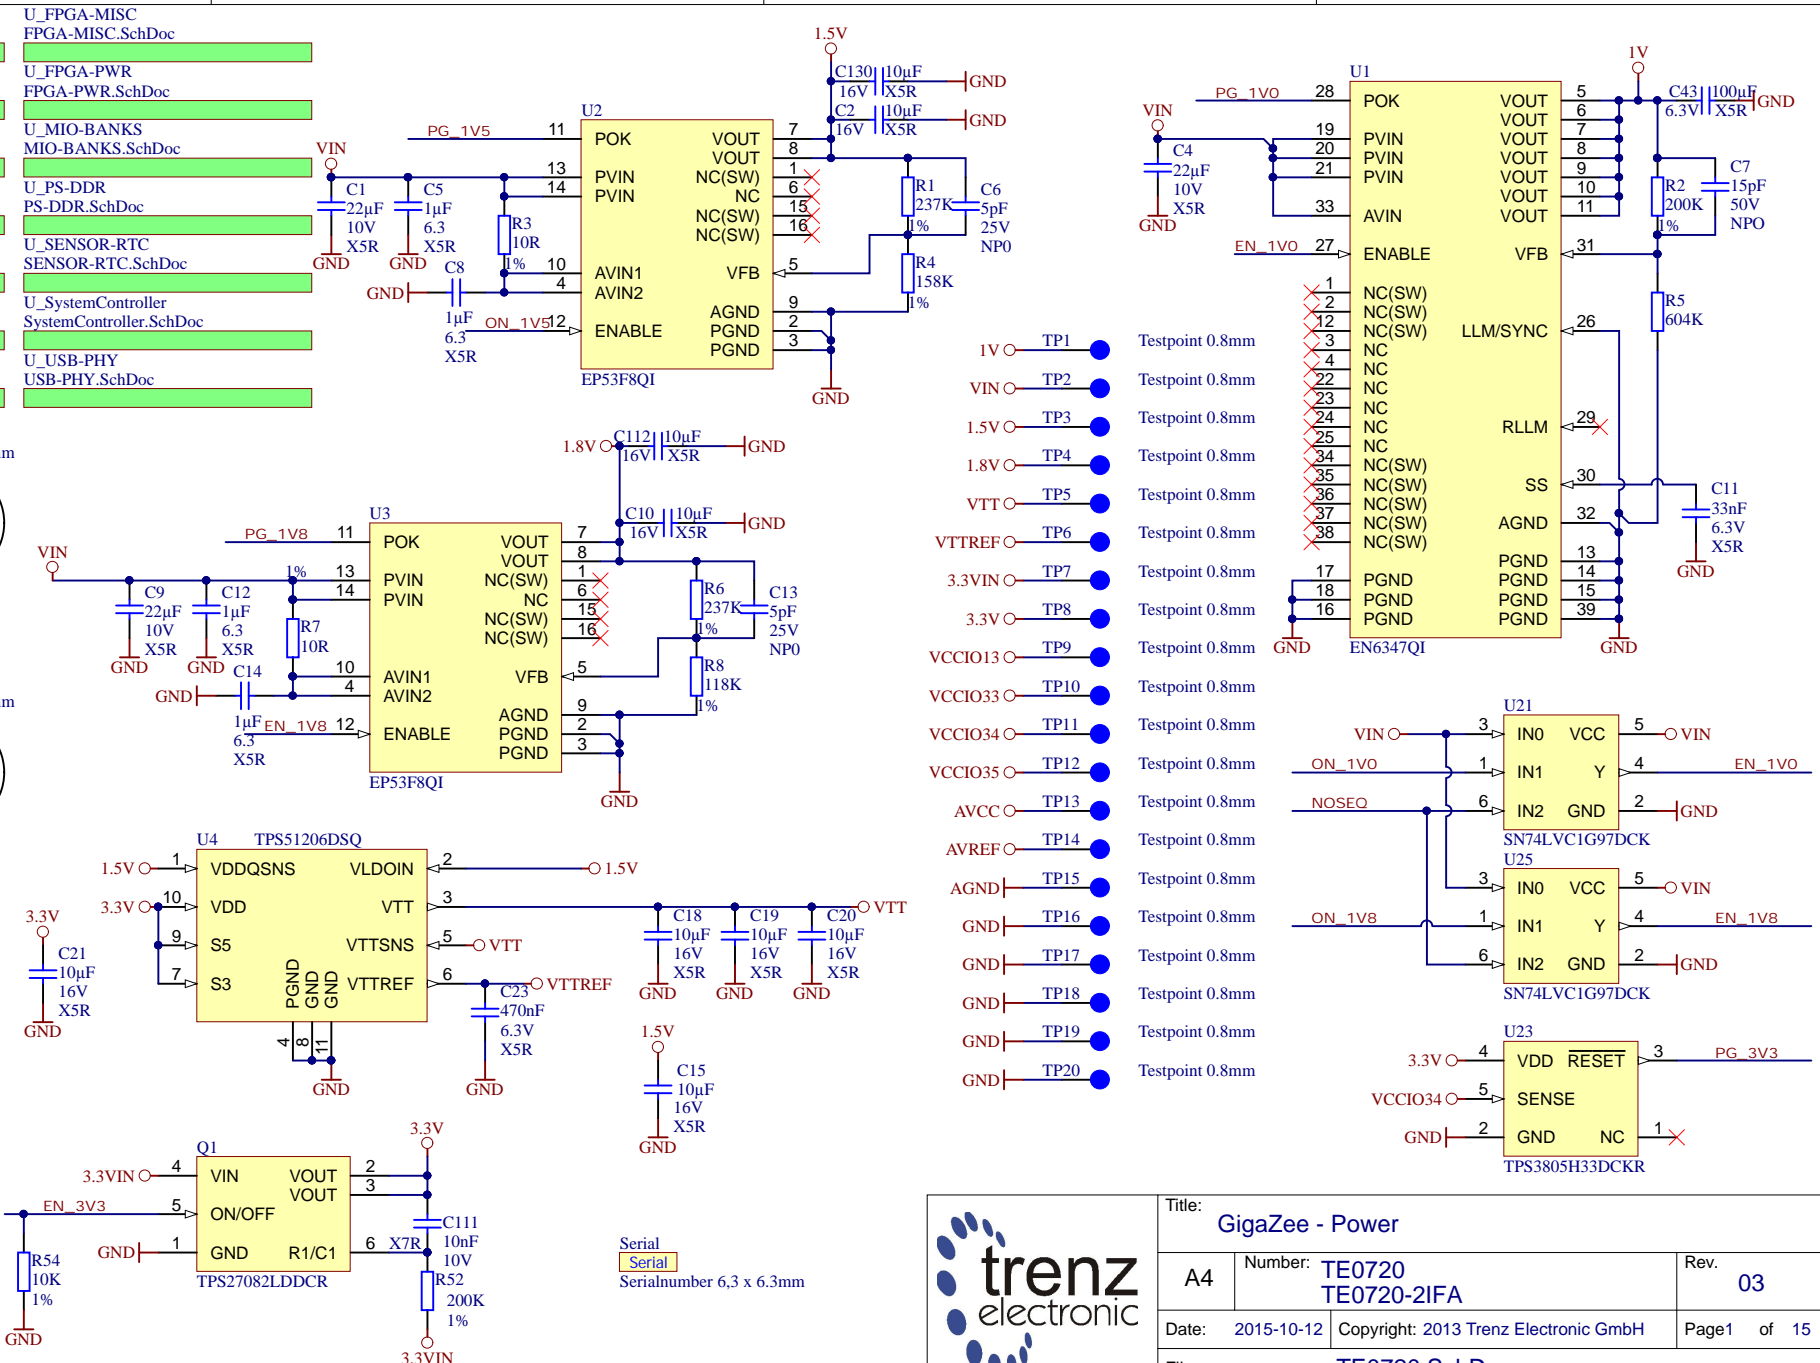 U_FPGA-MISC
FPGA-MISC.SchDoc
U_FPGA-PWR
FPGA-PWR.SchDoc
U_MIO-BANKS
MIO-BANKS.SchDoc
U_PS-DDR
PS-DDR.SchDoc
U_SENSOR-RTC
SENSOR-RTC.SchDoc
U_SystemController
SystemController.SchDoc
U_USB-PHY
USB-PHY.SchDoc
1.5V
C130 10µF
16V X5R GND
C2 10µF
16V X5R GND
U2
PG_1V5 11 POK VOUT 7
VOUT 8
VIN
13 PVIN NC(SW) 1
14 PVIN NC 6
NC(SW) 15
NC(SW) 16
C1
22µF
10V
X5R
GND
C5
1µF
6.3
X5R
GND
R3
10R
1%
R1
237K
1%
C6
5pF
25V
NP0
10 AVIN1 VFB 5
4 AVIN2
R4
158K
1%
C8
GND
1µF
6.3
X5R
AGND 9
ON_1V5 12 ENABLE PGND 2
PGND 3
EP53F8QI
GND
1.8V
C112 10µF
16V X5R GND
C10 10µF
16V X5R GND
U3
PG_1V8 11 POK VOUT 7
VOUT 8
VIN
1%
13 PVIN NC(SW) 1
14 PVIN NC 6
NC(SW) 15
NC(SW) 16
C9
22µF
10V
X5R
GND
C12
1µF
6.3
X5R
GND
R7
10R
R6
237K
1%
C13
5pF
25V
NP0
10 AVIN1 VFB 5
4 AVIN2
R8
118K
1%
C14
GND
1µF
6.3
X5R
AGND 9
EN_1V8 12 ENABLE PGND 2
PGND 3
EP53F8QI
GND
U4 TPS51206DSQ
1.5V 1 VDDQSNS VLDOIN 2 1.5V
3.3V 10 VDD VTT 3 VTT
9 S5 VTTSNS 5 VTT
7 S3 VTTREF 6 VTTREF
PGND GND GND
4 8 11
GND
3.3V
C21
10µF
16V
X5R
GND
C23
470nF
6.3V
X5R
GND
C18
10µF
16V
X5R
GND
C19
10µF
16V
X5R
GND
C20
10µF
16V
X5R
GND
1.5V
C15
10µF
16V
X5R
GND
Q1
3.3V
3.3VIN 4 VIN VOUT 2
VOUT 3
EN_3V3 5 ON/OFF
GND 1 GND R1/C1 6 X7R
TPS27082LDDCR
C111
10nF
10V
R52
200K
1%
3.3VIN
R54
10K
1%
GND
Serial
Serial
Serialnumber 6,3 x 6.3mm
1V TP1 Testpoint 0.8mm
VIN TP2 Testpoint 0.8mm
1.5V TP3 Testpoint 0.8mm
1.8V TP4 Testpoint 0.8mm
VTT TP5 Testpoint 0.8mm
VTTREF TP6 Testpoint 0.8mm
3.3VIN TP7 Testpoint 0.8mm
3.3V TP8 Testpoint 0.8mm
VCCIO13 TP9 Testpoint 0.8mm
VCCIO33 TP10 Testpoint 0.8mm
VCCIO34 TP11 Testpoint 0.8mm
VCCIO35 TP12 Testpoint 0.8mm
AVCC TP13 Testpoint 0.8mm
AVREF TP14 Testpoint 0.8mm
AGND TP15 Testpoint 0.8mm
GND TP16 Testpoint 0.8mm
GND TP17 Testpoint 0.8mm
GND TP18 Testpoint 0.8mm
GND TP19 Testpoint 0.8mm
GND TP20 Testpoint 0.8mm
1V
U1
PG_1V0 28 POK VOUT 5
VOUT 6
19 PVIN VOUT 7
20 PVIN VOUT 8
21 PVIN VOUT 9
VOUT 10
33 AVIN VOUT 11
EN_1V0 27 ENABLE VFB 31
1 NC(SW)
2 NC(SW)
12 NC(SW) LLM/SYNC 26
3 NC
4 NC
22 NC
23 NC
24 NC RLLM 29
25 NC
34 NC(SW)
35 NC(SW) SS 30
36 NC(SW)
37 NC(SW) AGND 32
38 NC(SW)
PGND 13
17 PGND PGND 14
18 PGND PGND 15
16 PGND PGND 39
GND EN6347QI GND
VIN
C4
22µF
10V
X5R
GND
C43 100µF
6.3V X5R GND
R2
200K
1%
C7
15pF
50V
NPO
R5
604K
C11
33nF
6.3V
X5R
GND
U21
VIN 3 IN0 VCC 5 VIN
ON_1V0 1 IN1 Y 4 EN_1V0
NOSEQ 6 IN2 GND 2 GND
SN74LVC1G97DCK
U25
3 IN0 VCC 5 VIN
ON_1V8 1 IN1 Y 4 EN_1V8
6 IN2 GND 2 GND
SN74LVC1G97DCK
U23
3.3V 4 VDD RESET 3 PG_3V3
VCCIO34 5 SENSE
GND 2 GND NC 1
TPS3805H33DCKR
trenz
electronic
Title:
GigaZee - Power
A4 Number: TE0720
TE0720-2IFA
Rev.
03
Date: 2015-10-12 Copyright: 2013 Trenz Electronic GmbH Page1 of 15